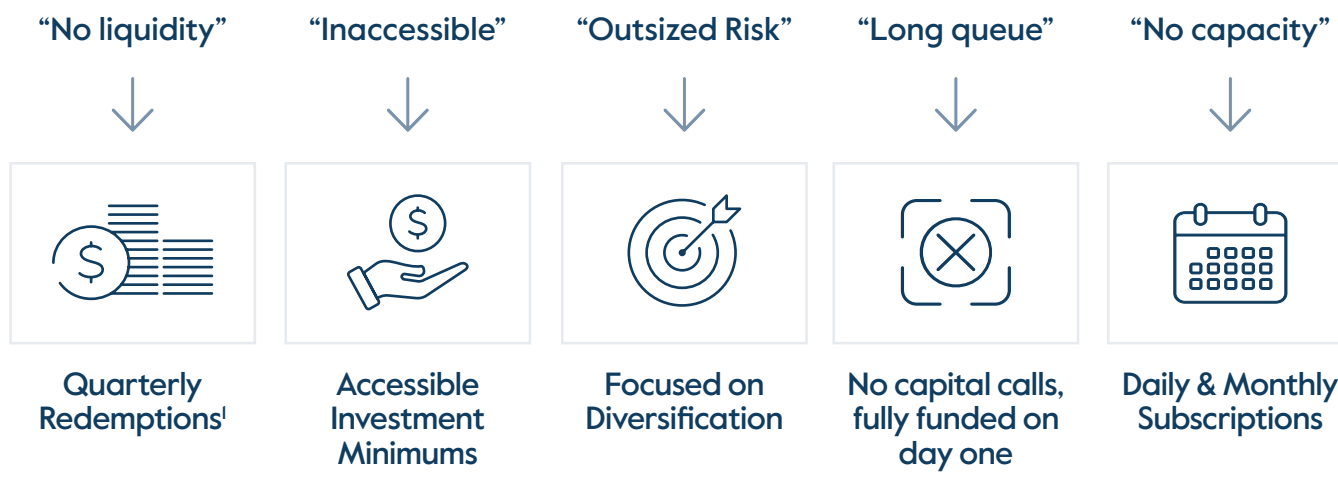 “No liquidity”
“Inaccessible”
“Outsized Risk”
“Long queue”
“No capacity”
$
Quarterly
Redemptions¹
$
Accessible
Investment
Minimums
Focused on
Diversification
No capital calls,
fully funded on
day one
Daily & Monthly
Subscriptions